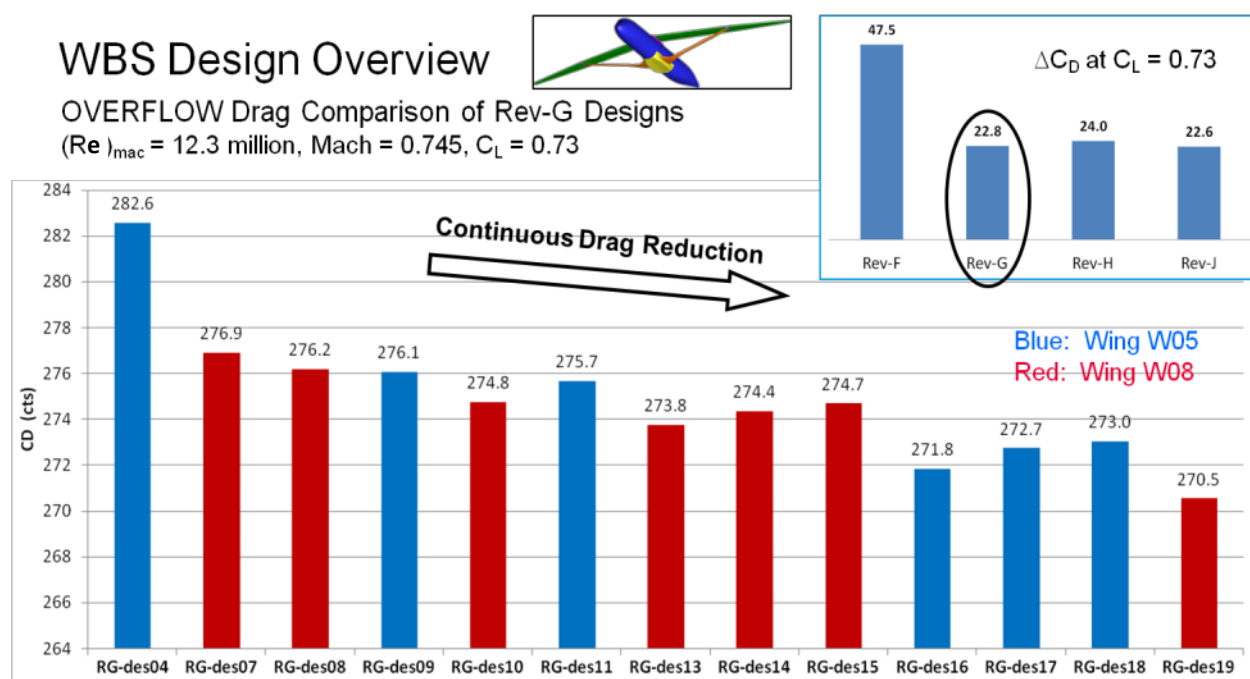 WBS Design Overview
OVERFLOW Drag Comparison of Rev-G Designs
(Re)mac = 12.3 million, Mach = 0.745, CL = 0.73
ΔCD at CL = 0.73
47.5
22.8
24.0
22.6
Rev-F
Rev-G
Rev-H
Rev-J
Continuous Drag Reduction
Blue: Wing W05
Red: Wing W08
CD (cts)
284
282
280
278
276
274
272
270
268
266
264
282.6
276.9
276.2
276.1
274.8
275.7
273.8
274.4
274.7
271.8
272.7
273.0
270.5
RG-des04
RG-des07
RG-des08
RG-des09
RG-des10
RG-des11
RG-des13
RG-des14
RG-des15
RG-des16
RG-des17
RG-des18
RG-des19